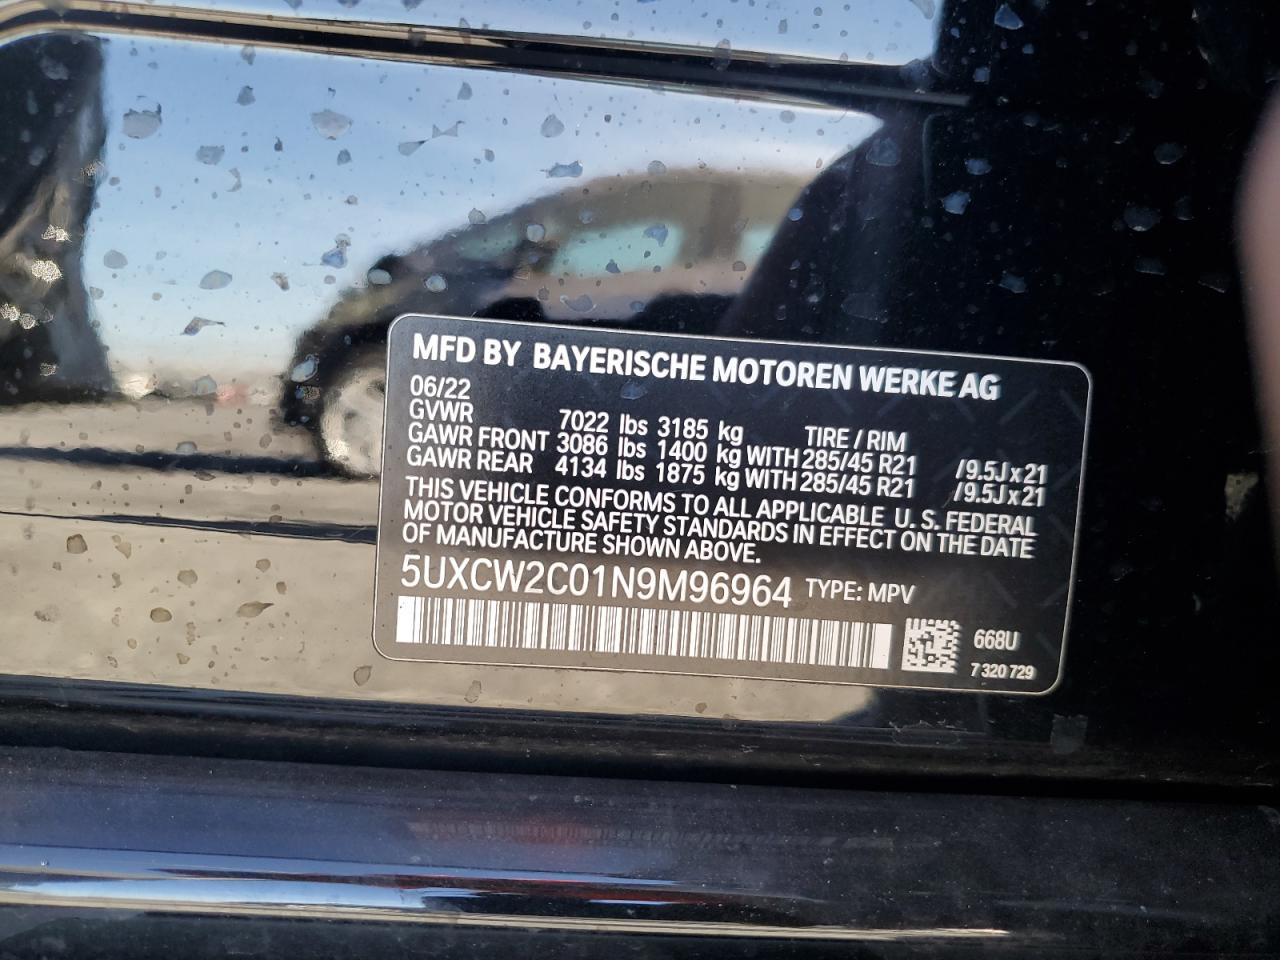 MFD BY BAYERISCHE MOTOREN WERKE AG
06/22
GVWR 7022 lbs 3185 kg TIRE / RIM
GAWR FRONT 3086 lbs 1400 kg WITH 285/45 R21 /9.5J x 21
GAWR REAR 4134 lbs 1875 kg WITH 285/45 R21 /9.5J x 21
THIS VEHICLE CONFORMS TO ALL APPLICABLE U.S. FEDERAL
MOTOR VEHICLE SAFETY STANDARDS IN EFFECT ON THE DATE
OF MANUFACTURE SHOWN ABOVE.
5UXCW2C01N9M96964 TYPE: MPV
668U
7 320 729